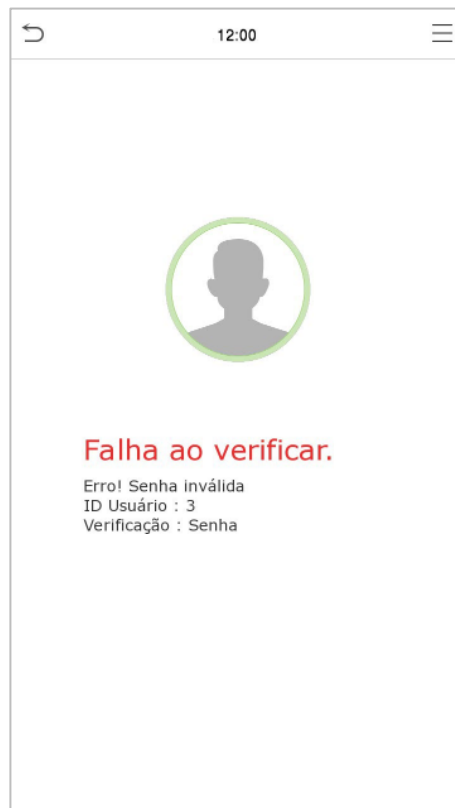 12:00
Falha ao verificar.
Erro! Senha inválida
ID Usuário : 3
Verificação : Senha